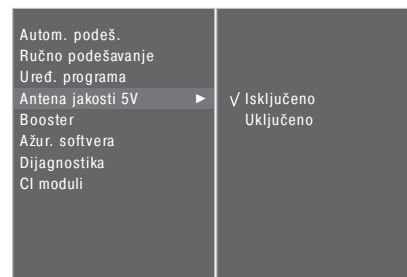 Autom. podeš.
Ručno podešavanje
Uređ. programa
Antena jakosti 5V ►
Booster
Ažur. softvera
Dijagnostika
CI moduli
√ Isključeno
Uključeno